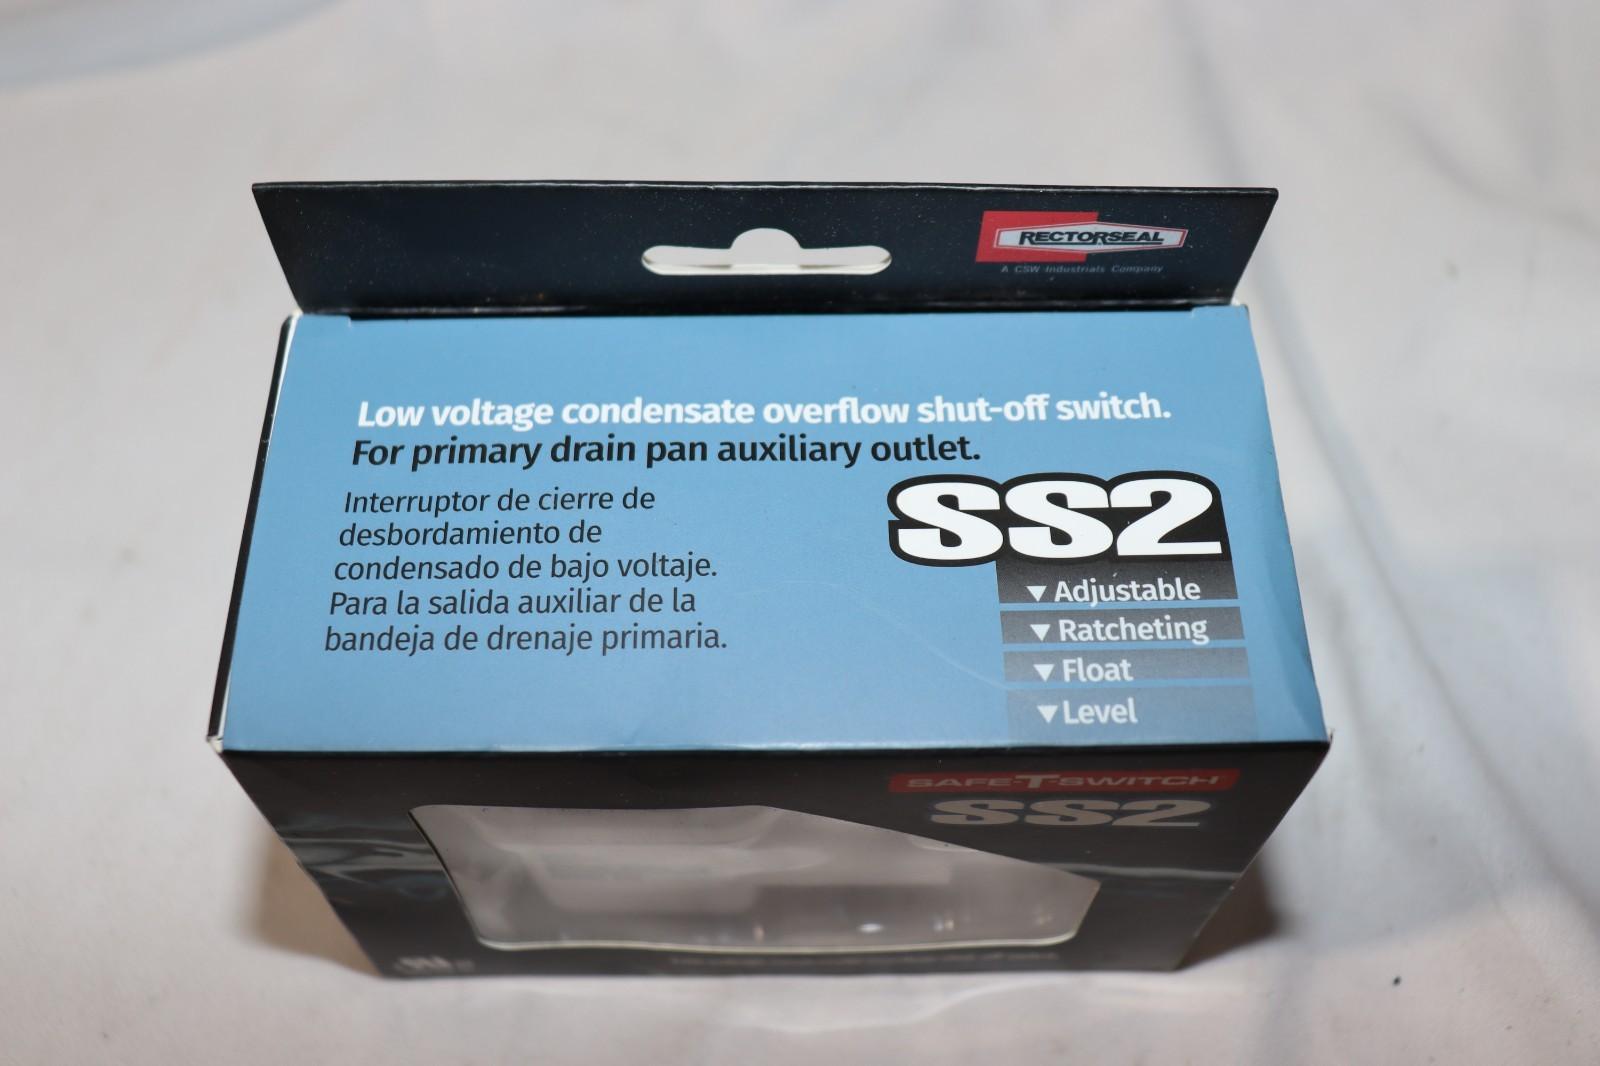 RECTORSEAL
A CSW Industrials Company
Low voltage condensate overflow shut-off switch.
For primary drain pan auxiliary outlet.
Interruptor de cierre de
desbordamiento de
condensado de bajo voltaje.
Para la salida auxiliar de la
bandeja de drenaje primaria.
SS2
▼ Adjustable
▼ Ratcheting
▼ Float
▼ Level
SAFE-T-SWITCH
SS2